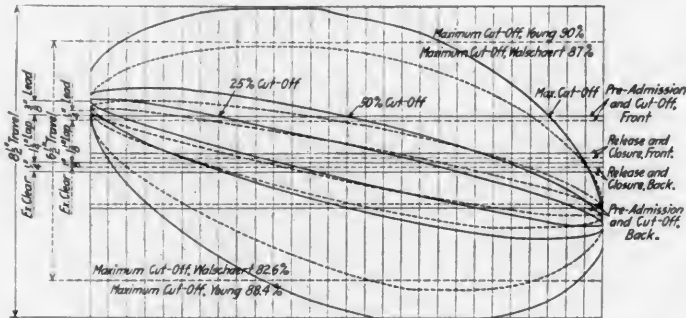 Maximum Cut-Off, Young 90%
Maximum Cut-Off, Walschaert 87%
25% Cut-Off
50% Cut-Off
Max. Cut-Off
Pre-Admission
and Cut-Off,
Front
Release and
Closure, Front.
Release and
Closure, Back.
Pre-Admission
and Cut-Off,
Back.
Maximum Cut-Off, Walschaert 82.6%
Maximum Cut-Off, Young 88.4%
Travel
Ex. Clear
Lap
Lead
Travel
Ex. Clear
Lap
Lead